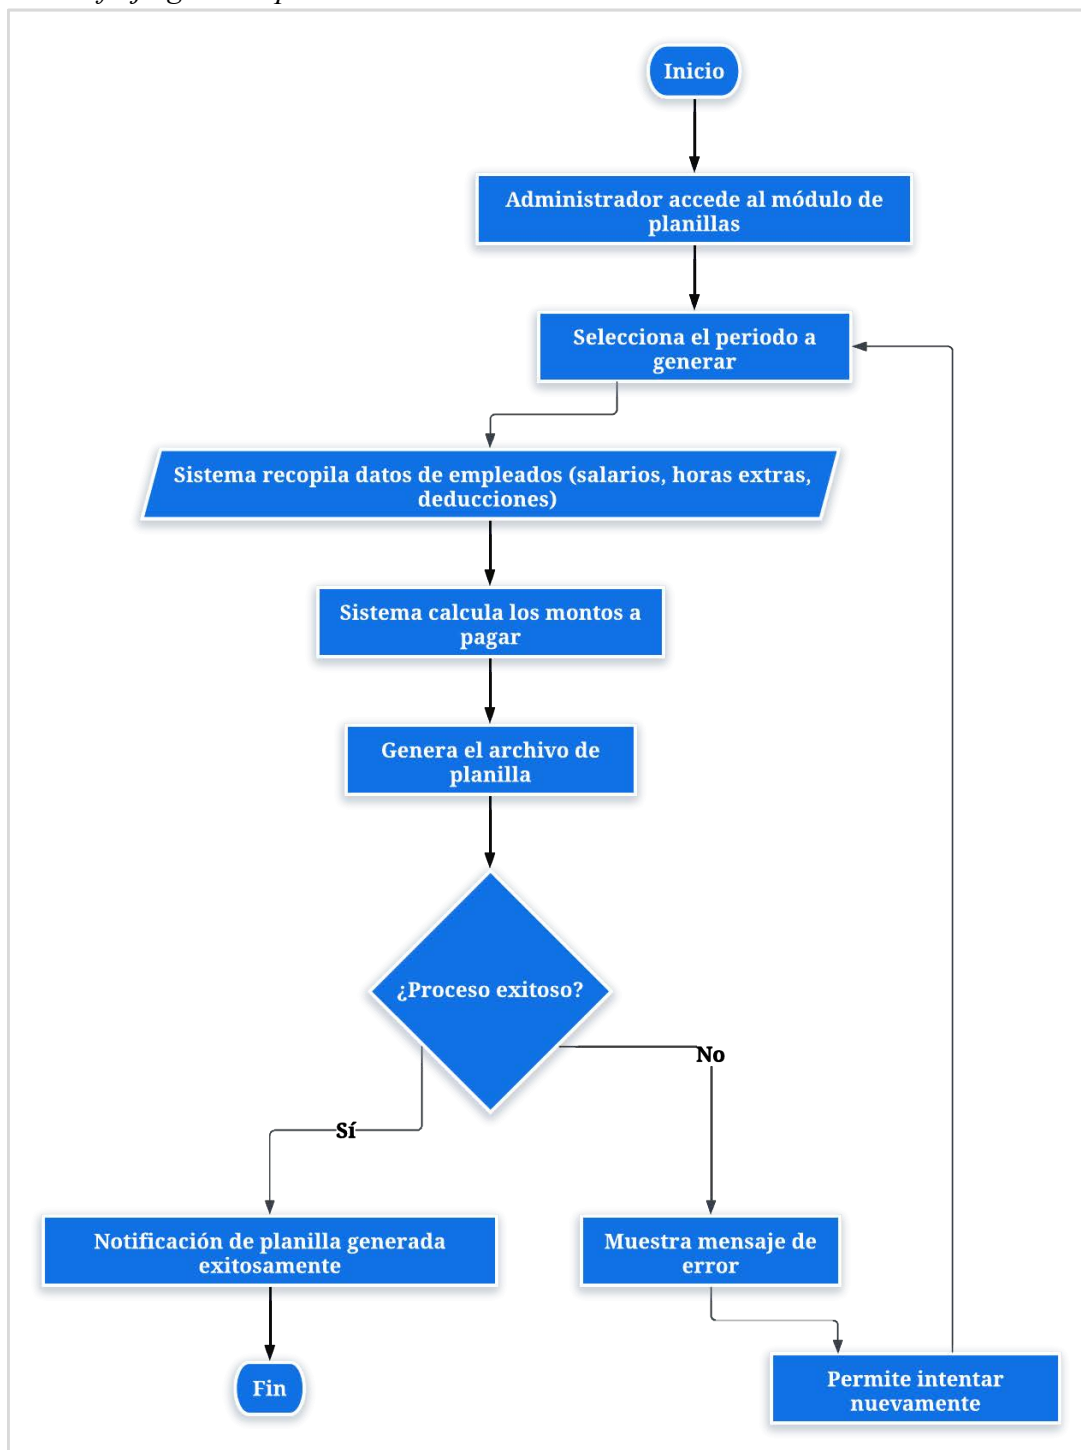 Inicio
Administrador accede al módulo de
planillas
Selecciona el periodo a
generar
Sistema recopila datos de empleados (salarios, horas extras,
deducciones)
Sistema calcula los montos a
pagar
Genera el archivo de
planilla
¿Proceso exitoso?
No
Sí
Notificación de planilla generada
exitosamente
Muestra mensaje de
error
Fin
Permite intentar
nuevamente